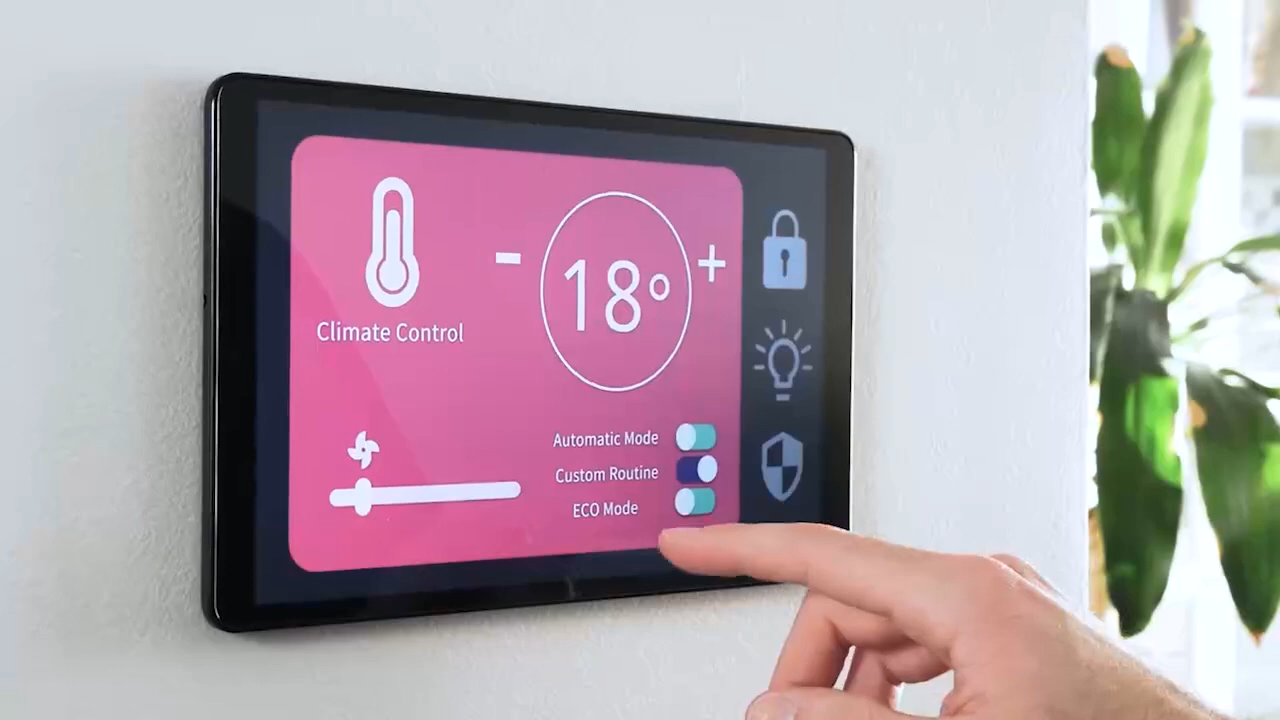 - 18° +
Climate Control
Automatic Mode
Custom Routine
ECO Mode